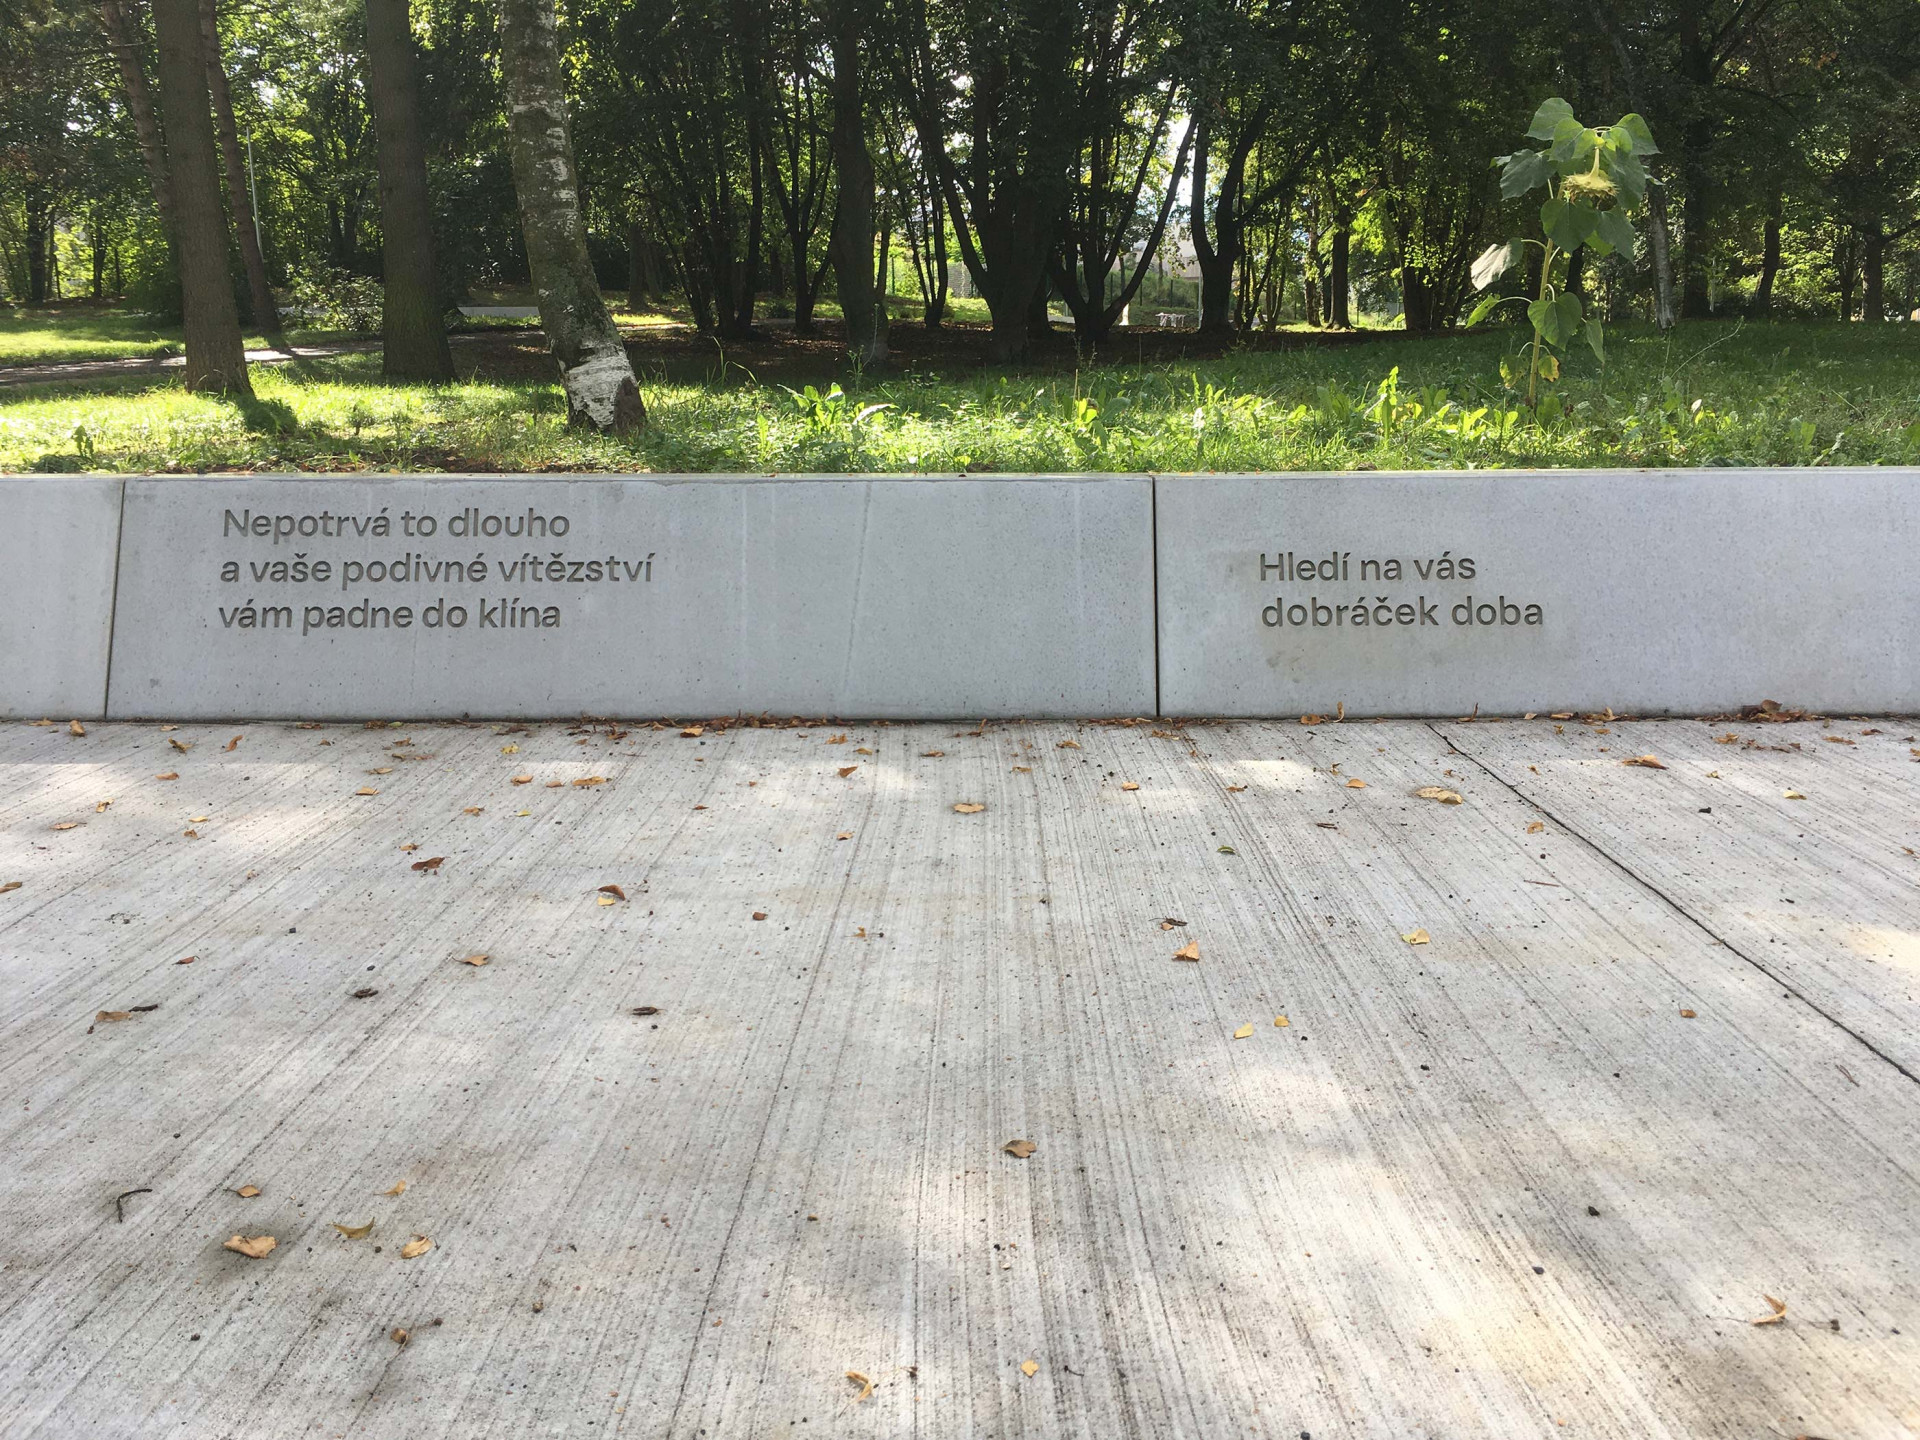 Nepotrvá to dlouho
a vaše podivné vítězství
vám padne do klína
Hledí na vás
dobráček doba